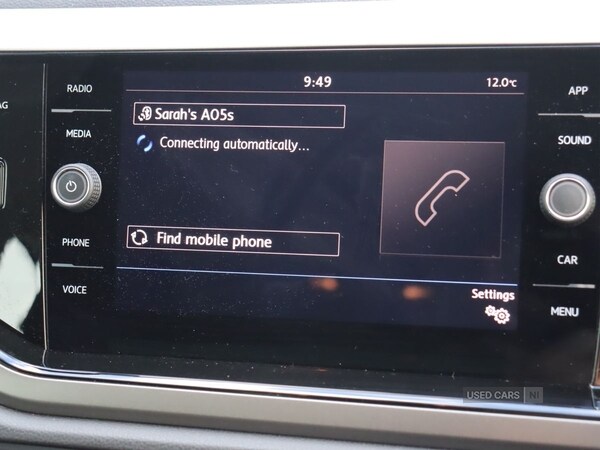 9:49
12.0°c
RADIO
MEDIA
PHONE
VOICE
Sarah's A05s
Connecting automatically...
Find mobile phone
Settings
APP
SOUND
CAR
MENU
USED CARS NI